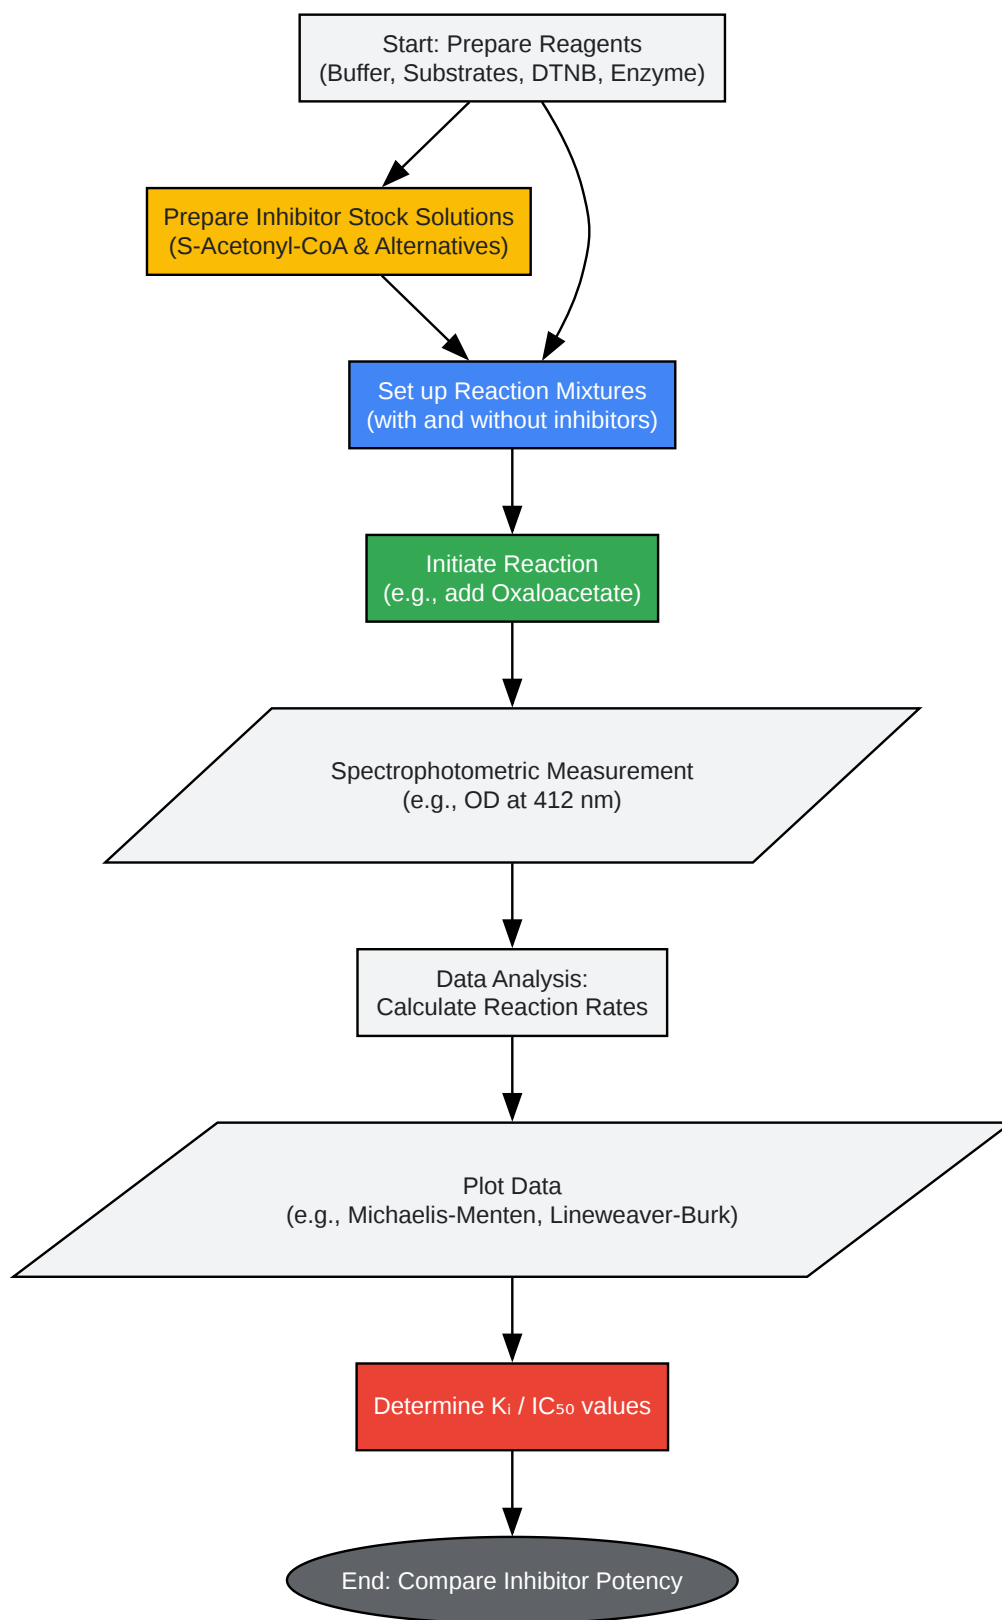 Start: Prepare Reagents
(Buffer, Substrates, DTNB, Enzyme)
Prepare Inhibitor Stock Solutions
(S-Acetonyl-CoA & Alternatives)
Set up Reaction Mixtures
(with and without inhibitors)
Initiate Reaction
(e.g., add Oxaloacetate)
Spectrophotometric Measurement
(e.g., OD at 412 nm)
Data Analysis:
Calculate Reaction Rates
Plot Data
(e.g., Michaelis-Menten, Lineweaver-Burk)
Determine Kᵢ / IC₅₀ values
End: Compare Inhibitor Potency